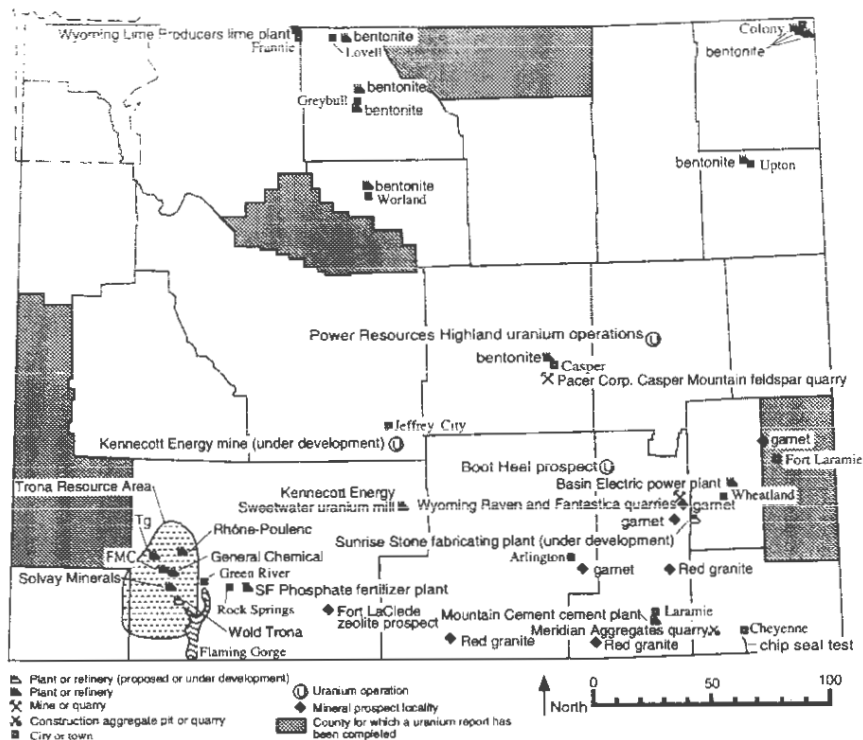 Wyoming Lime Producers lime plant
Frannie
bentonite
Lovell
Colony
bentonite
bentonite
Greybull
bentonite
bentonite
Upton
bentonite
Worland
Power Resources Highland uranium operations
U
bentonite
Casper
Pacer Corp. Casper Mountain feldspar quarry
Jeffrey City
Kennecott Energy mine (under development)
U
garnet
Fort Laramie
Boot Heel prospect
U
Trona Resource Area
Basin Electric power plant
Kennecott Energy
Sweetwater uranium mill
Wyoming Raven and Fantastica quarries
garnet
Wheatland
Tg
garnet
Rhône-Poulenc
Sunrise Stone fabricating plant (under development)
FMC
General Chemical
Arlington
Solvay Minerals
Green River
garnet
Red granite
SF Phosphate fertilizer plant
Rock Springs
Fort LaClede
zeolite prospect
Mountain Cement cement plant
Laramie
Wold Trona
Meridian Aggregates quarry
Cheyenne
Red granite
Red granite
chip seal test
Flaming Gorge
Plant or refinery (proposed or under development)
Plant or refinery
Mine or quarry
Construction aggregate pit or quarry
City or town
U Uranium operation
Mineral prospect locality
County for which a uranium report has
been completed
North
0 50 100